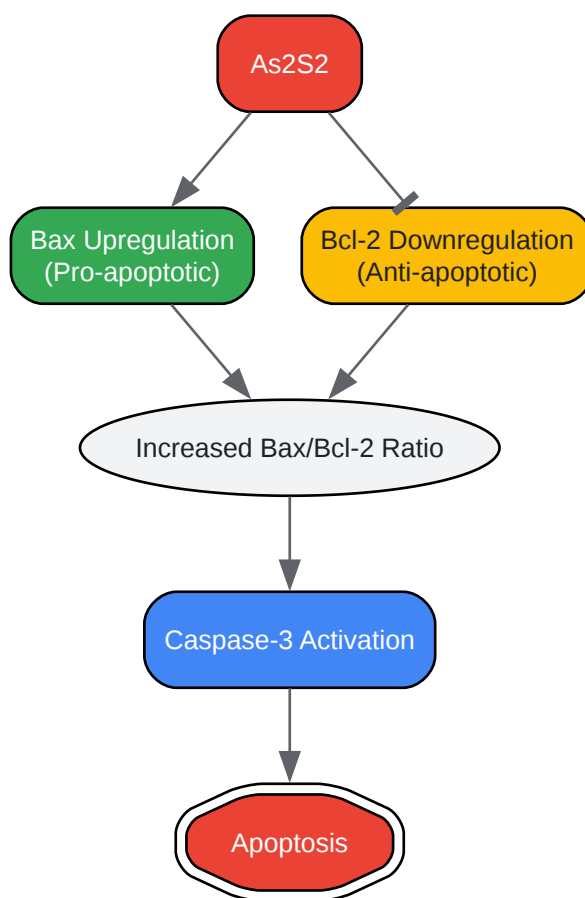 As2S2
Bax Upregulation
(Pro-apoptotic)
Bcl-2 Downregulation
(Anti-apoptotic)
Increased Bax/Bcl-2 Ratio
Caspase-3 Activation
Apoptosis